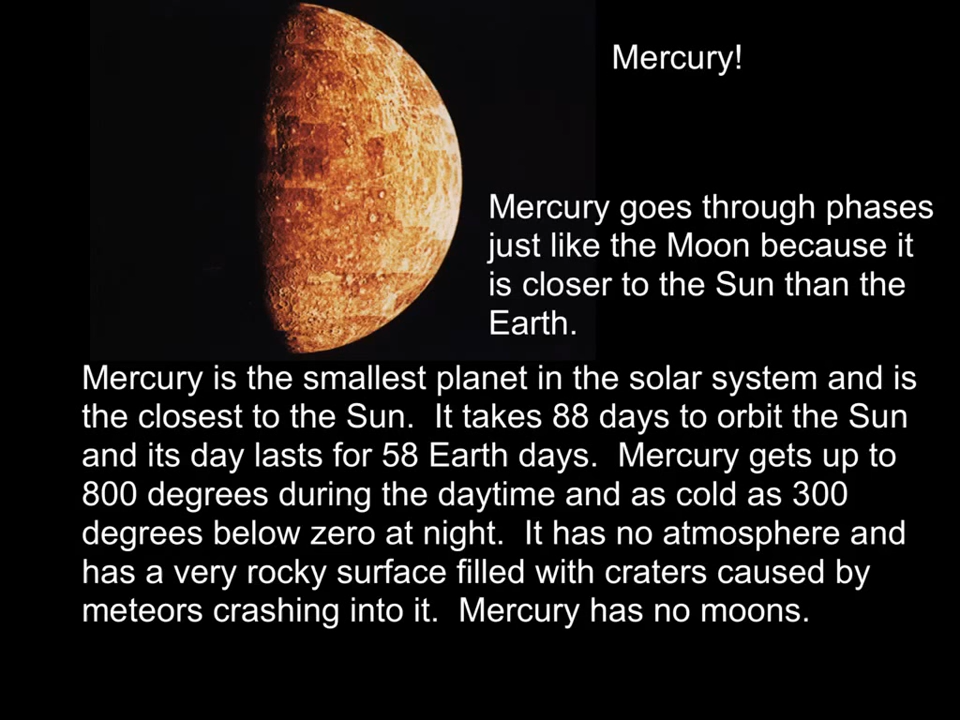 Mercury!
Mercury goes through phases
just like the Moon because it
is closer to the Sun than the
Earth.
Mercury is the smallest planet in the solar system and is
the closest to the Sun.  It takes 88 days to orbit the Sun
and its day lasts for 58 Earth days.  Mercury gets up to
800 degrees during the daytime and as cold as 300
degrees below zero at night.  It has no atmosphere and
has a very rocky surface filled with craters caused by
meteors crashing into it.  Mercury has no moons.